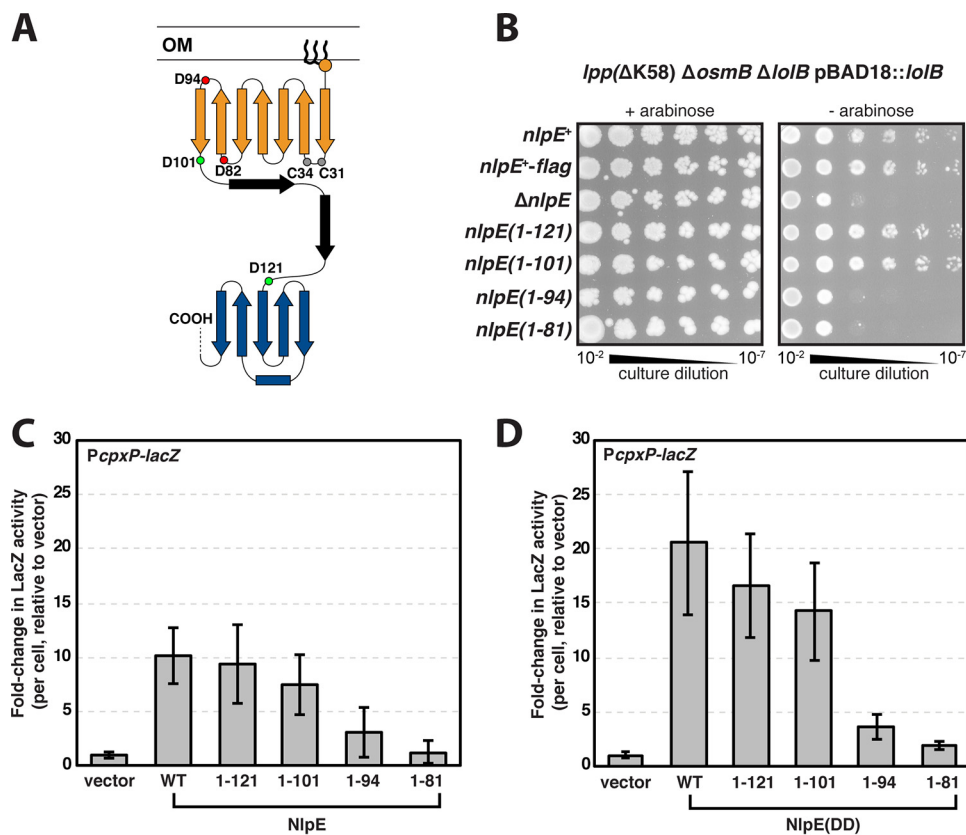 A
OM
D94
D101
D82
C34
C31
D121
COOH
B
lpp(ΔK58) ΔosmB ΔlolB pBAD18::lolB
+ arabinose
- arabinose
nlpE+
nlpE+-flag
ΔnlpE
nlpE(1-121)
nlpE(1-101)
nlpE(1-94)
nlpE(1-81)
10-2
10-7
culture dilution
10-2
10-7
culture dilution
C
PcpxP-lacZ
Fold-change in LacZ activity
(per cell, relative to vector)
30
25
20
15
10
5
0
vector WT 1-121 1-101 1-94 1-81
NlpE
D
PcpxP-lacZ
Fold-change in LacZ activity
(per cell, relative to vector)
30
25
20
15
10
5
0
vector WT 1-121 1-101 1-94 1-81
NlpE(DD)